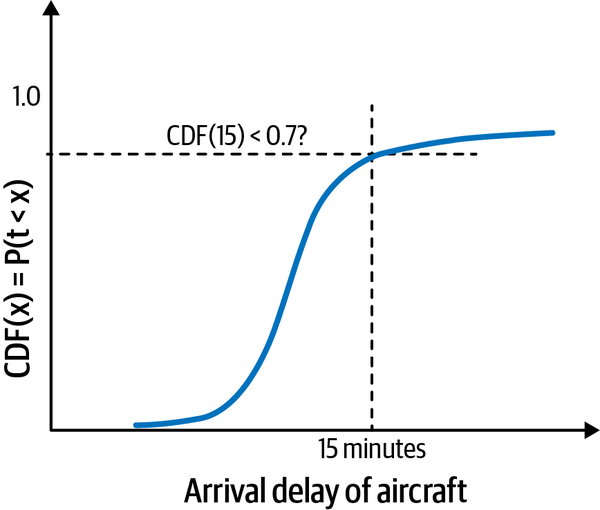 1.0
CDF(15) < 0.7?
CDF(x) = P(t < x)
15 minutes
Arrival delay of aircraft